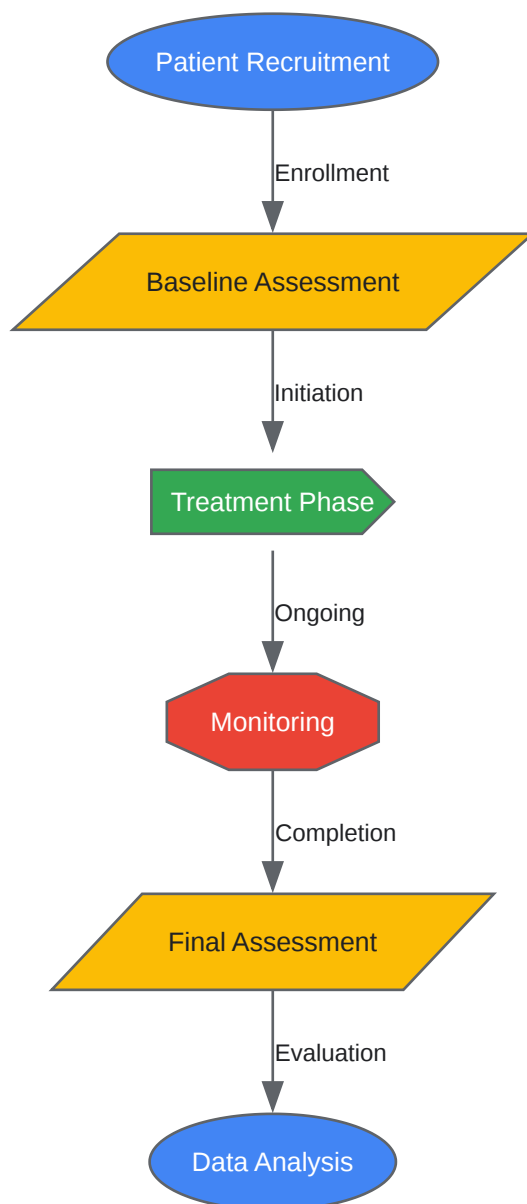 Patient Recruitment
Enrollment
Baseline Assessment
Initiation
Treatment Phase
Ongoing
Monitoring
Completion
Final Assessment
Evaluation
Data Analysis